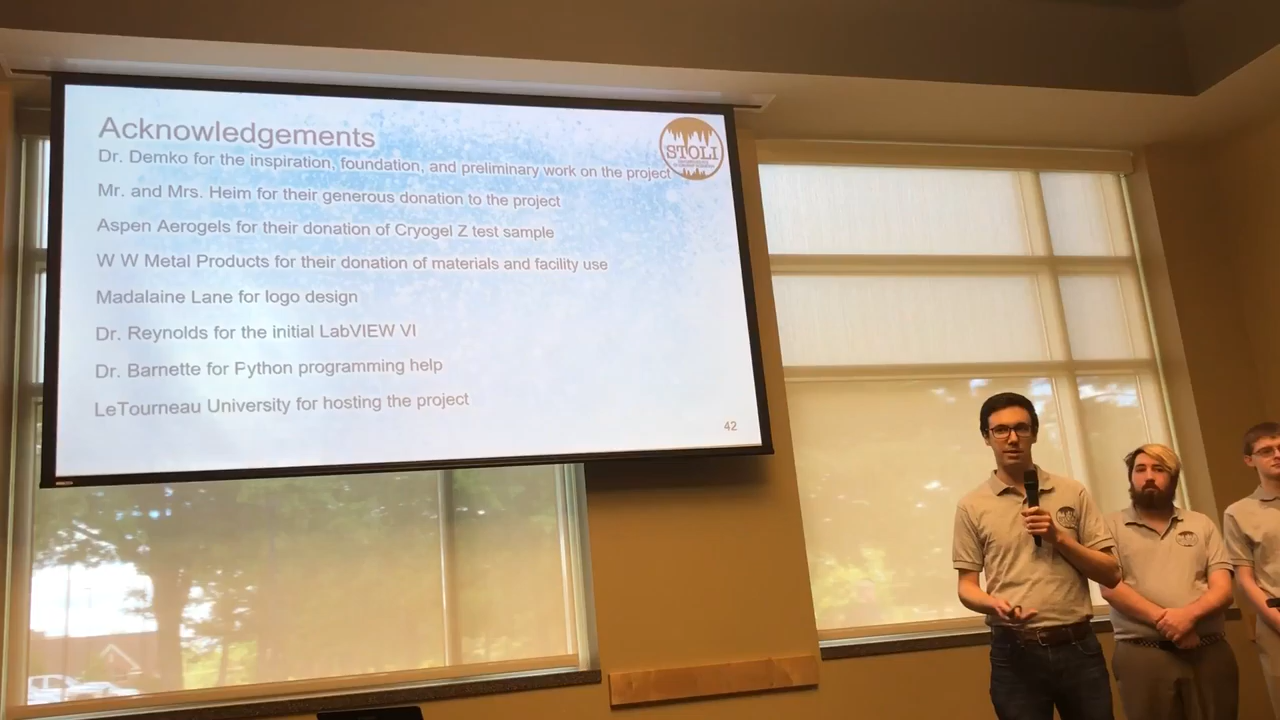 Acknowledgements
STOLI
Dr. Demko for the inspiration, foundation, and preliminary work on the project
Mr. and Mrs. Heim for their generous donation to the project
Aspen Aerogels for their donation of Cryogel Z test sample
W W Metal Products for their donation of materials and facility use
Madalaine Lane for logo design
Dr. Reynolds for the initial LabVIEW VI
Dr. Barnette for Python programming help
LeTourneau University for hosting the project
42